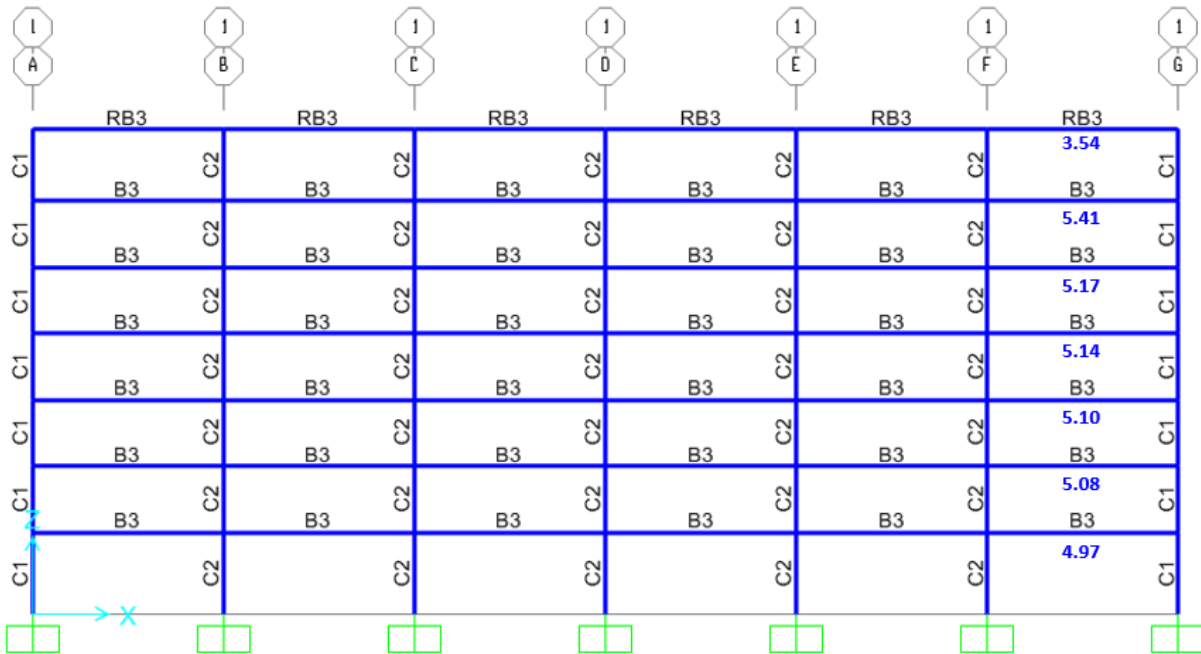 1 1 1 1 1 1 1
A B C D E F G
RB3 RB3 RB3 RB3 RB3 RB3
3.54
C1 C2 C2 C2 C2 C2 C1
B3 B3 B3 B3 B3 B3
5.41
C1 C2 C2 C2 C2 C2 C1
B3 B3 B3 B3 B3 B3
5.17
C1 C2 C2 C2 C2 C2 C1
B3 B3 B3 B3 B3 B3
5.14
C1 C2 C2 C2 C2 C2 C1
B3 B3 B3 B3 B3 B3
5.10
C1 C2 C2 C2 C2 C2 C1
B3 B3 B3 B3 B3 B3
5.08
C1 C2 C2 C2 C2 C2 C1
Z
B3 B3 B3 B3 B3 B3
4.97
C1 C2 C2 C2 C2 C2 C1
X